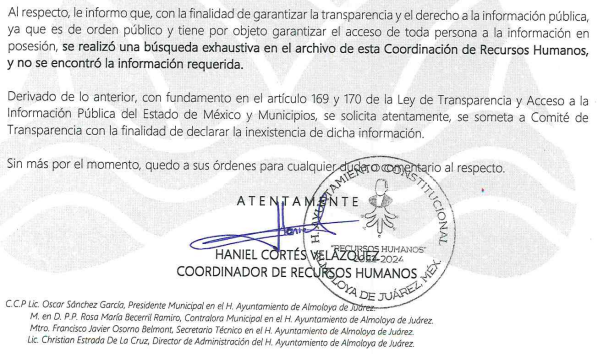 Al respecto, le informo que, con la finalidad de garantizar la transparencia y el derecho a la información pública,
ya que es de orden público y tiene por objeto garantizar el acceso de toda persona a la información en
posesión, se realizó una búsqueda exhaustiva en el archivo de esta Coordinación de Recursos Humanos,
y no se encontró la información requerida.
Derivado de lo anterior, con fundamento en el artículo 169 y 170 de la Ley de Transparencia y Acceso a la
Información Pública del Estado de México y Municipios, se solicita atentamente, se someta a Comité de
Transparencia con la finalidad de declarar la inexistencia de dicha información.
Sin más por el momento, quedo a sus órdenes para cualquier duda o comentario al respecto.
ATENTAMENTE
H. AYUNTAMIENTO CONSTITUCIONAL
"RECURSOS HUMANOS"
2022-2024
ALMOLOYA DE JUÁREZ, MÉX.
HANIEL CORTÉS VELÁZQUEZ
COORDINADOR DE RECURSOS HUMANOS
C.C.P Lic. Oscar Sánchez García, Presidente Municipal en el H. Ayuntamiento de Almoloya de Juárez.
M. en D. P.P. Rosa María Becerril Ramiro, Contralora Municipal en el H. Ayuntamiento de Almoloya de Juárez.
Mtro. Francisco Javier Osorno Belmont, Secretario Técnico en el H. Ayuntamiento de Almoloya de Juárez.
Lic. Christian Estrada De La Cruz, Director de Administración del H. Ayuntamiento de Almoloya de Juárez.